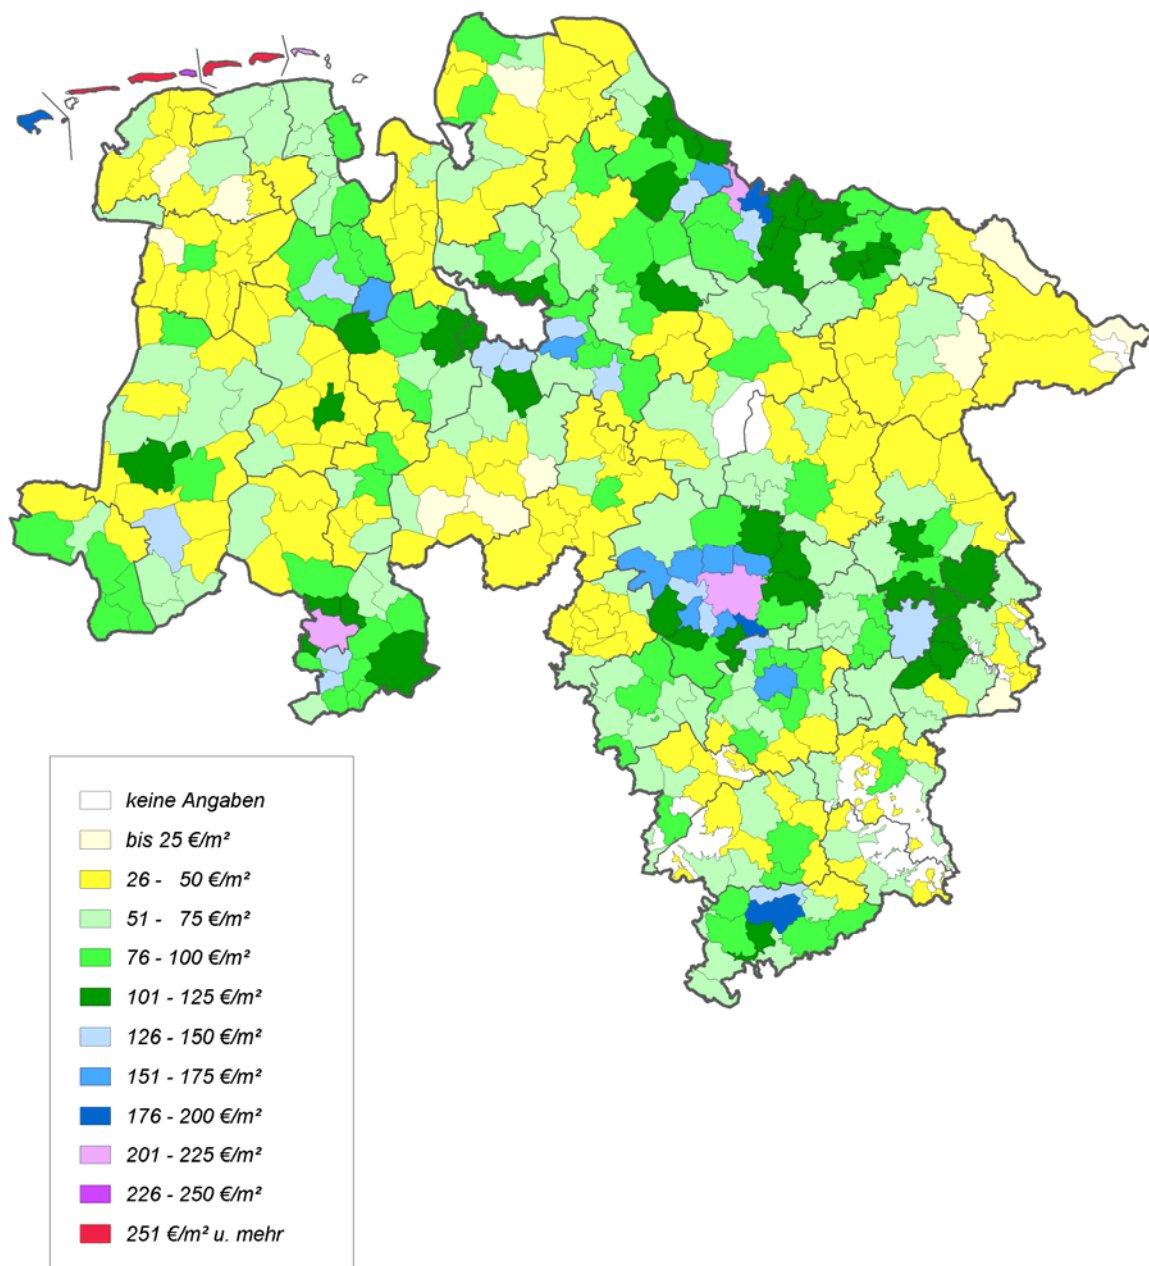 keine Angaben
bis 25 €/m²
26 - 50 €/m²
51 - 75 €/m²
76 - 100 €/m²
101 - 125 €/m²
126 - 150 €/m²
151 - 175 €/m²
176 - 200 €/m²
201 - 225 €/m²
226 - 250 €/m²
251 €/m² u. mehr